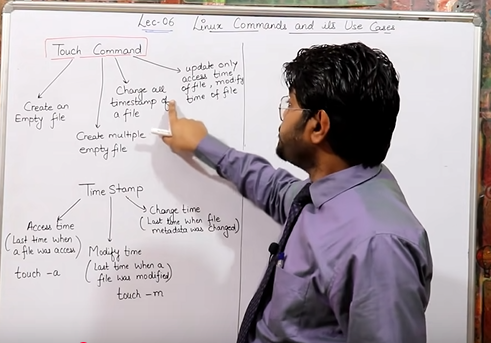 Lec-06 Linux Commands and its Use Cases
Touch Command
Create an
Empty file
Create multiple
empty file
Change all
timestamp of
a file
update only
access time
of file, modify
time of file
Time Stamp
Access time
(Last time when
a file was access)
touch -a
Modify time
(Last time when a
file was modified)
touch -m
Change time
(Last time when file
metadata was changed)